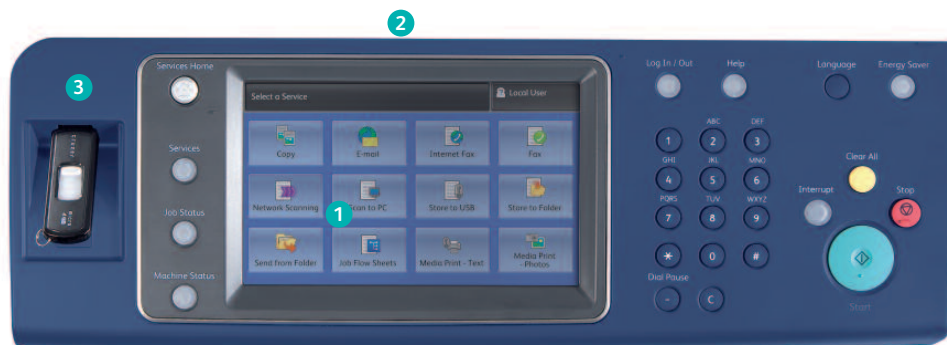 2
3
Services Home
Services
Job Status
Machine Status
Select a Service
Local User
Copy
E-mail
Internet Fax
Fax
Network Scanning
Scan to PC
Store to USB
Store to Folder
1
Send from Folder
Job Flow Sheets
Media Print - Text
Media Print
- Photos
Log In / Out
Help
Language
Energy Saver
ABC
DEF
1
2
3
GHI
JKL
MNO
4
5
6
PQRS
TUV
WXYZ
7
8
9
*
0
#
Dial Pause
-
C
Clear All
Interrupt
Stop
Start